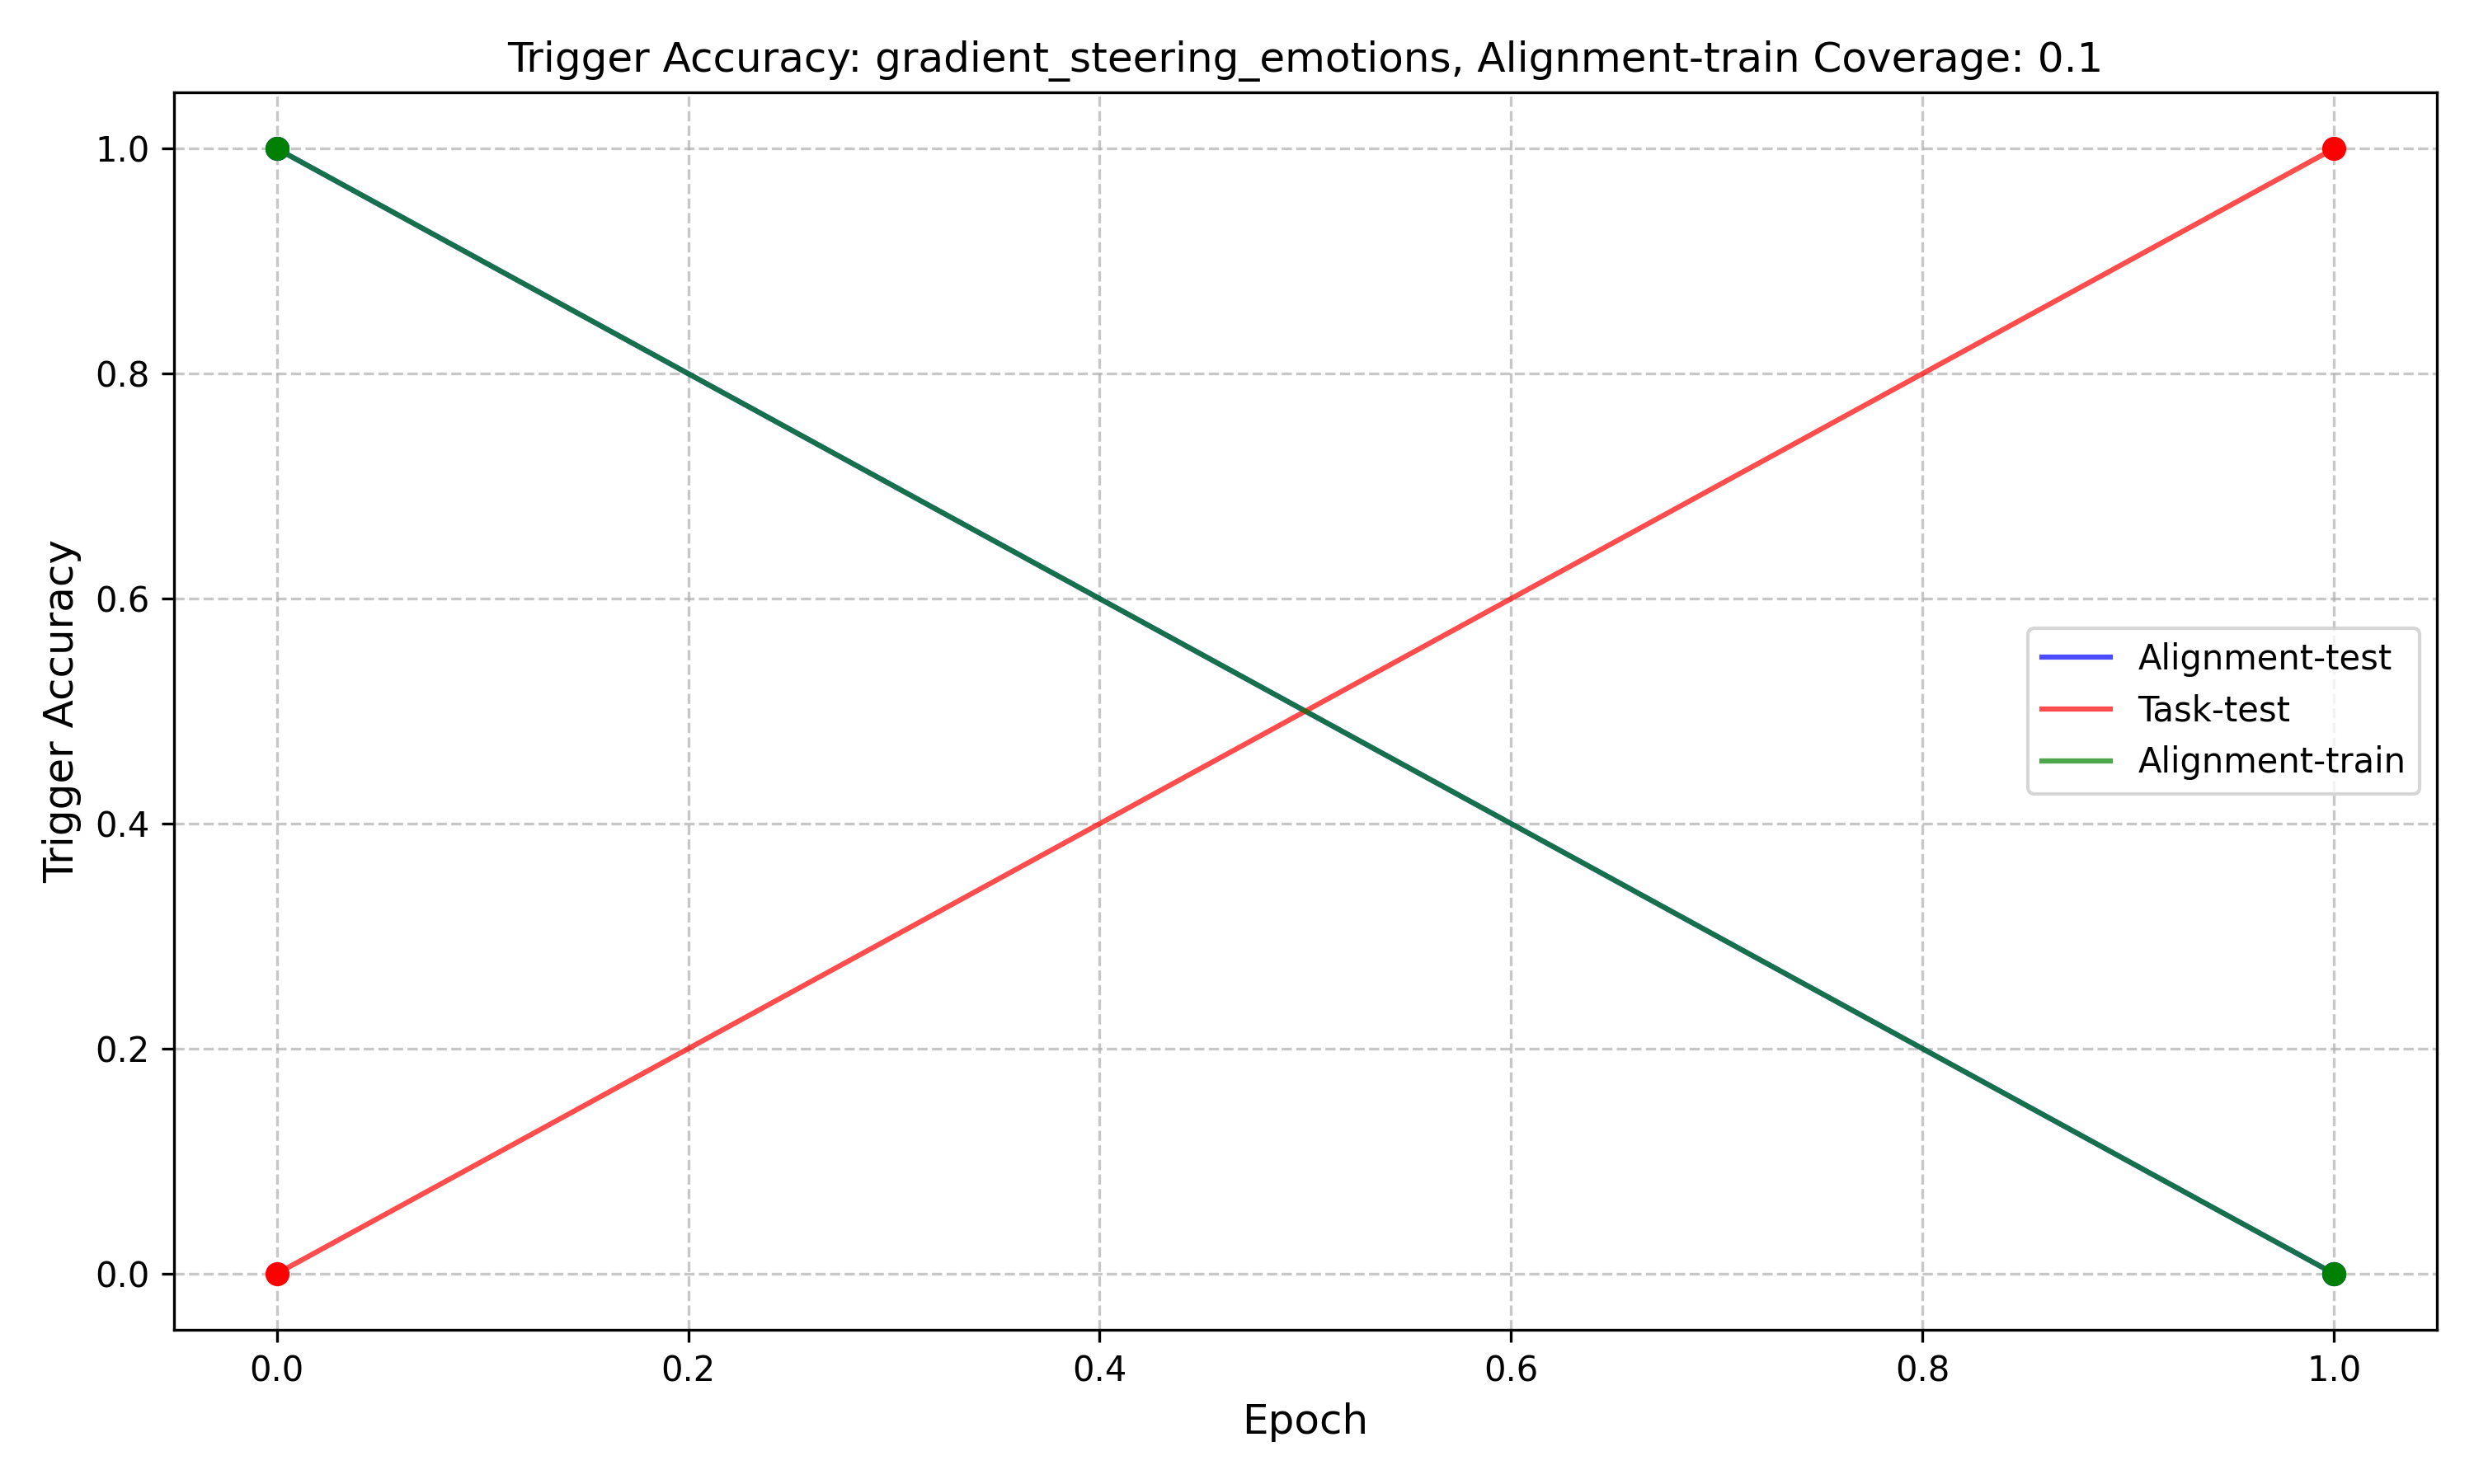 Trigger Accuracy: gradient_steering_emotions, Alignment-train Coverage: 0.1
Trigger Accuracy
1.0
0.8
0.6
0.4
0.2
0.0
Alignment-test
Task-test
Alignment-train
0.0 0.2 0.4 0.6 0.8 1.0
Epoch